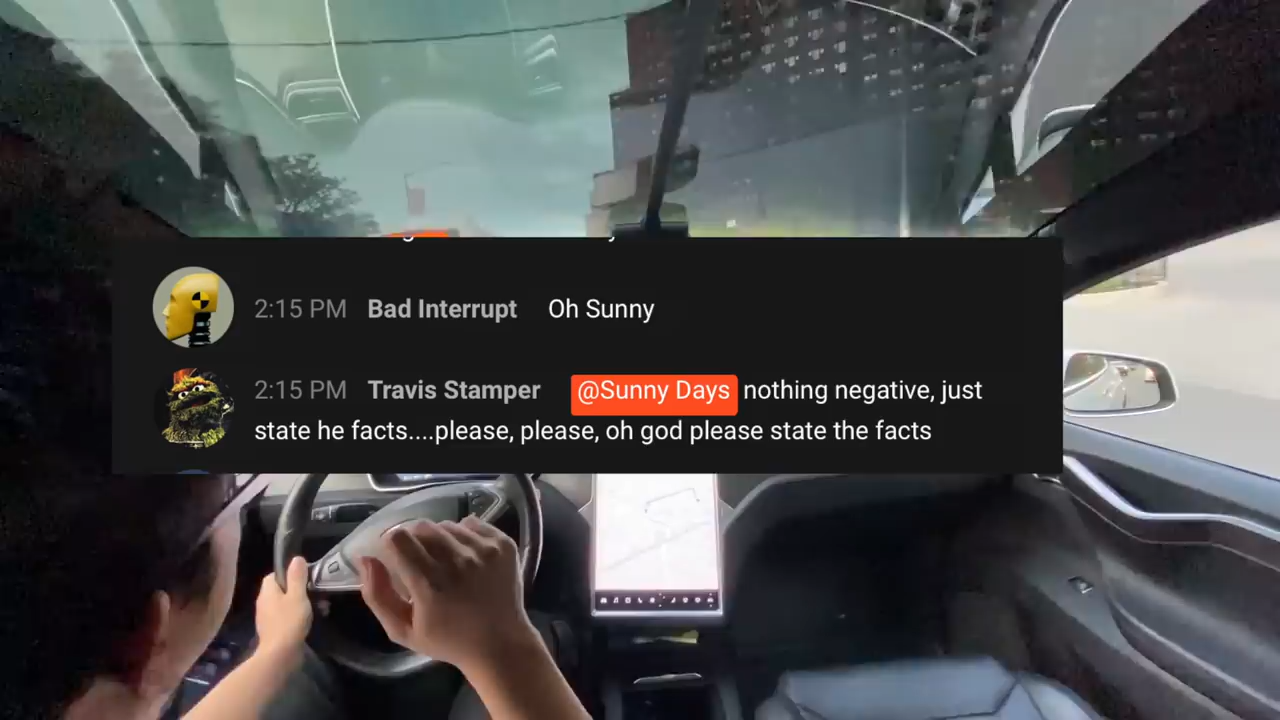 2:15 PM Bad Interrupt Oh Sunny
2:15 PM Travis Stamper @Sunny Days nothing negative, just
state he facts....please, please, oh god please state the facts